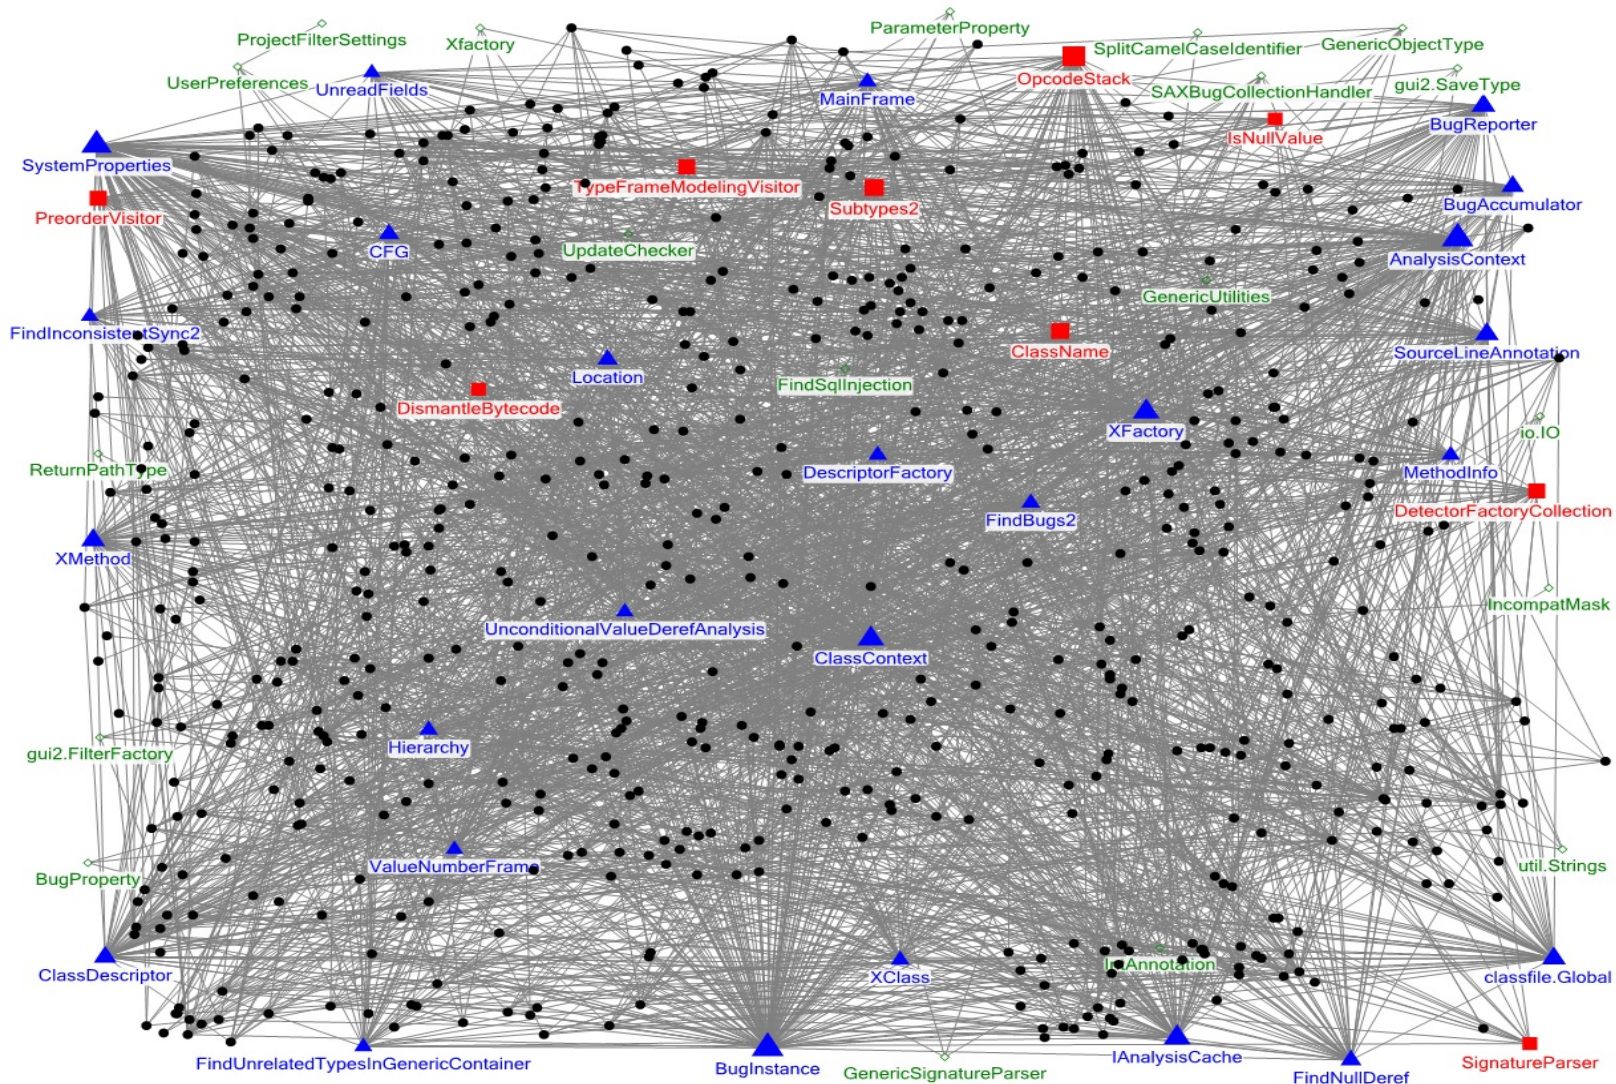 ParameterProperty
ProjectFilterSettings
Xfactory
SplitCamelCaseIdentifier
GenericObjectType
OpcodeStack
UserPreferences
UnreadFields
SAXBugCollectionHandler
gui2.SaveType
MainFrame
BugReporter
IsNullValue
SystemProperties
TypeFrameModelingVisitor
PreorderVisitor
Subtypes2
BugAccumulator
CFG
UpdateChecker
AnalysisContext
GenericUtilities
FindInconsistentSync2
ClassName
SourceLineAnnotation
Location
FindSqlInjection
DismantleBytecode
XFactory
io.IO
ReturnPathType
DescriptorFactory
MethodInfo
FindBugs2
DetectorFactoryCollection
XMethod
IncompatMask
UnconditionalValueDerefAnalysis
ClassContext
Hierarchy
gui2.FilterFactory
ValueNumberFrame
util.Strings
BugProperty
ClassDescriptor
XClass
classfile.Global
FindUnrelatedTypesInGenericContainer
BugInstance
GenericSignatureParser
IAnalysisCache
SignatureParser
FindNullDeref